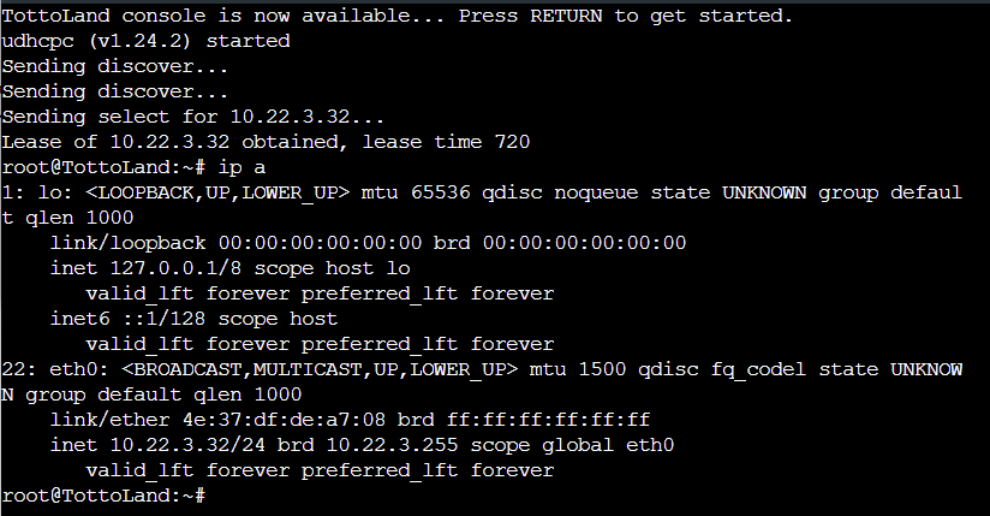 TottoLand console is now available... Press RETURN to get started.
udhcpc (v1.24.2) started
Sending discover...
Sending discover...
Sending select for 10.22.3.32...
Lease of 10.22.3.32 obtained, lease time 720
root@TottoLand:~# ip a
1: lo: <LOOPBACK,UP,LOWER_UP> mtu 65536 qdisc noqueue state UNKNOWN group defaul
t qlen 1000
    link/loopback 00:00:00:00:00:00 brd 00:00:00:00:00:00
    inet 127.0.0.1/8 scope host lo
       valid_lft forever preferred_lft forever
    inet6 ::1/128 scope host
       valid_lft forever preferred_lft forever
22: eth0: <BROADCAST,MULTICAST,UP,LOWER_UP> mtu 1500 qdisc fq_codel state UNKNOW
N group default qlen 1000
    link/ether 4e:37:df:de:a7:08 brd ff:ff:ff:ff:ff:ff
    inet 10.22.3.32/24 brd 10.22.3.255 scope global eth0
       valid_lft forever preferred_lft forever
root@TottoLand:~#